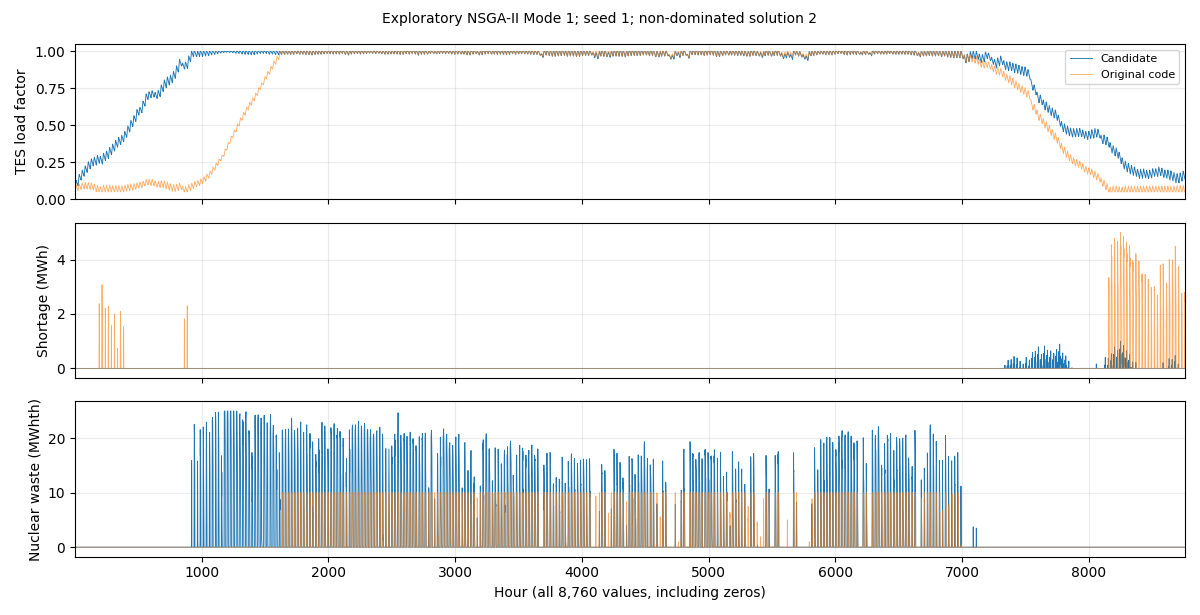 Exploratory NSGA-II Mode 1; seed 1; non-dominated solution 2
TES load factor
1.00
0.75
0.50
0.25
0.00
Candidate
Original code
Shortage (MWh)
4
2
0
Nuclear waste (MWhth)
20
10
0
1000 2000 3000 4000 5000 6000 7000 8000
Hour (all 8,760 values, including zeros)